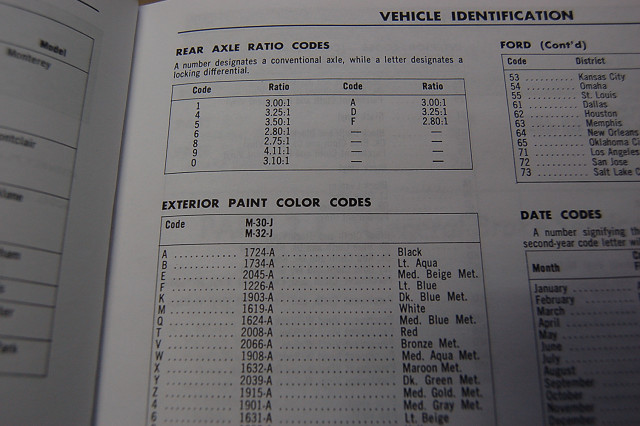 Model
Monterey
VEHICLE IDENTIFICATION
REAR AXLE RATIO CODES
A number designates a conventional axle, while a letter designates a
locking differential.
Code Ratio Code Ratio
1 3.00:1 A 3.00:1
4 3.25:1 D 3.25:1
5 3.50:1 F 2.80:1
6 2.80:1 — —
8 2.75:1 — —
9 4.11:1 — —
0 3.10:1 — —
EXTERIOR PAINT COLOR CODES
Code M-30-J
M-32-J
A 1724-A Black
B 1734-A Lt. Aqua
E 2045-A Med. Beige Met.
F 1226-A Lt. Blue
K 1903-A Dk. Blue Met.
M 1619-A White
Q 1624-A Med. Blue Met.
T 2008-A Red
V 2066-A Bronze Met.
W 1908-A Med. Aqua Met.
X 1632-A Maroon Met.
Y 2039-A Dk. Green Met.
Z 1915-A Med. Gold. Met.
4 1901-A Med. Gray Met.
6 1631-A Lt. Beige
FORD (Cont'd)
Code District
53 Kansas City
54 Omaha
55 St. Louis
61 Dallas
62 Houston
63 Memphis
64 New Orleans
65 Oklahoma Ci
71 Los Angeles
72 San Jose
73 Salt Lake C
DATE CODES
A number signifying th
second-year code letter wi
Month
January
February
March
April
May
June
July
August
September
October
November
December